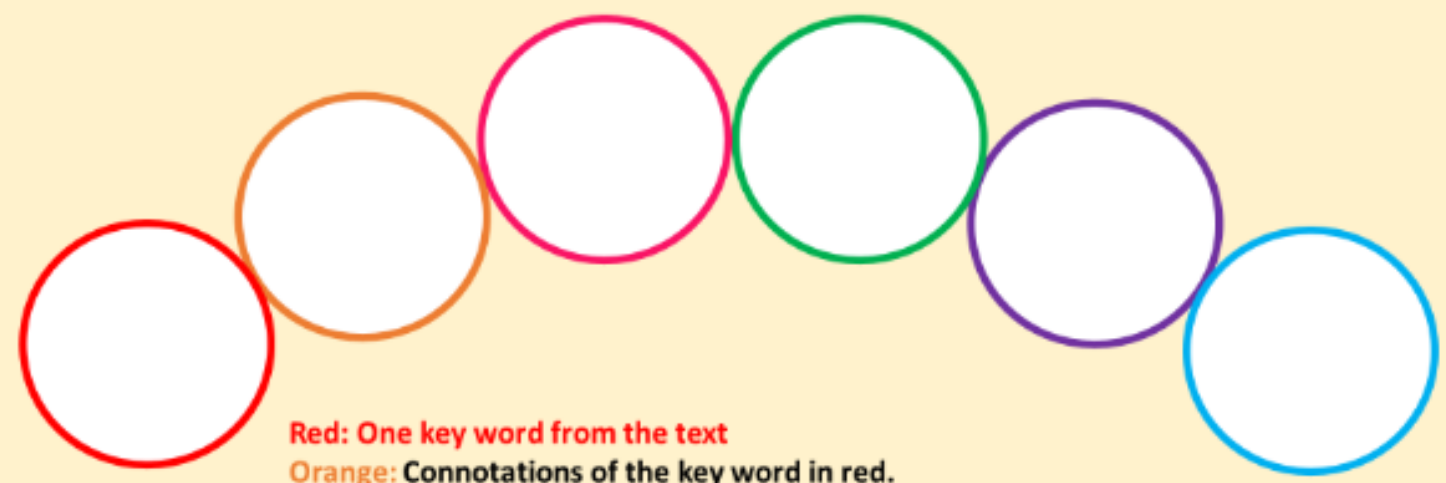 Red: One key word from the text
Orange: Connotations of the key word in red.